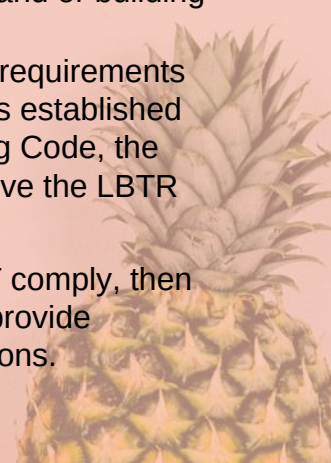 requirements
s established
g Code, the
ve the LBTR
comply, then
provide
ons.